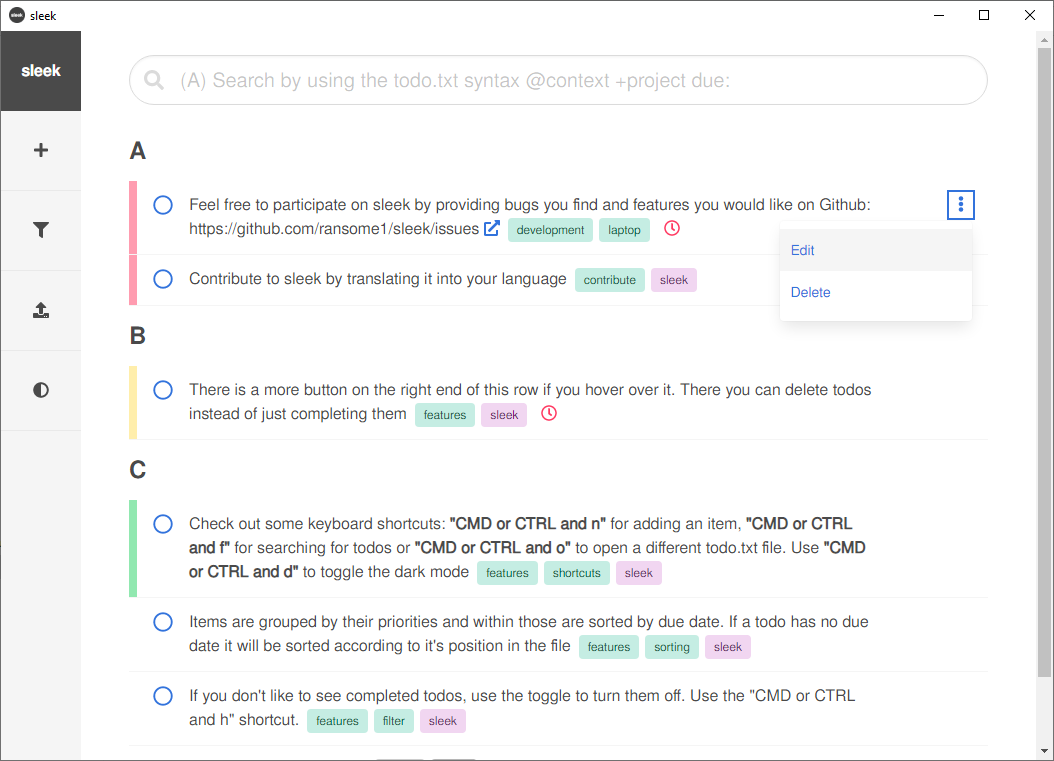 sleek
sleek
(A) Search by using the todo.txt syntax @context +project due:
A
Feel free to participate on sleek by providing bugs you find and features you would like on Github:
https://github.com/ransome1/sleek/issues development laptop
Edit
Contribute to sleek by translating it into your language contribute sleek
Delete
B
There is a more button on the right end of this row if you hover over it. There you can delete todos
instead of just completing them features sleek
C
Check out some keyboard shortcuts: "CMD or CTRL and n" for adding an item, "CMD or CTRL
and f" for searching for todos or "CMD or CTRL and o" to open a different todo.txt file. Use "CMD
or CTRL and d" to toggle the dark mode features shortcuts sleek
Items are grouped by their priorities and within those are sorted by due date. If a todo has no due
date it will be sorted according to it's position in the file features sorting sleek
If you don't like to see completed todos, use the toggle to turn them off. Use the "CMD or CTRL
and h" shortcut. features filter sleek